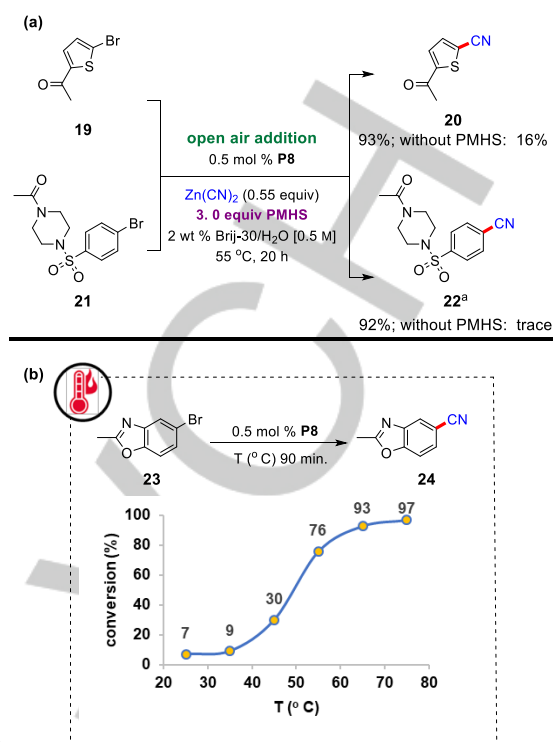 (a)
Br
S
O
19
CN
S
O
20
93%; without PMHS: 16%
open air addition
0.5 mol % P8
Zn(CN)2 (0.55 equiv)
3. 0 equiv PMHS
2 wt % Brij-30/H2O [0.5 M]
55 oC, 20 h
O
N
N
S
O
O
Br
21
O
N
N
S
O
O
CN
22a
92%; without PMHS: trace
(b)
N
O
Br
23
0.5 mol % P8
T (o C) 90 min.
N
O
CN
24
conversion (%)
100
80
60
40
20
0
7
9
30
76
93
97
20 30 40 50 60 70 80
T (o C)